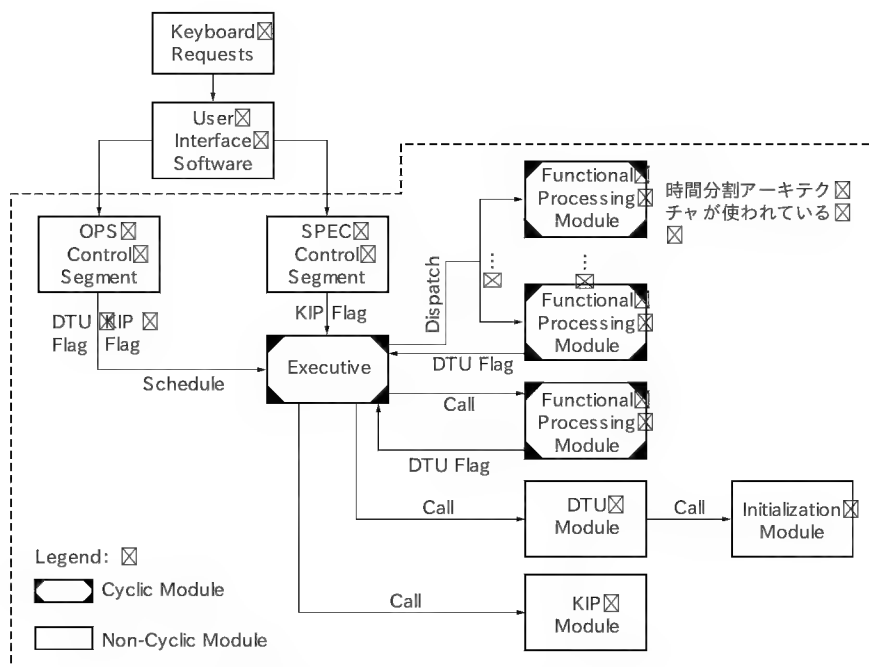 Keyboard
Requests
User
Interface
Software
OPS
Control
Segment
SPEC
Control
Segment
Functional
Processing
Module
時間分割アーキテク
チャが使われている
Dispatch
⋮
⋮
Functional
Processing
Module
DTU
Flag
KIP
Flag
KIP Flag
Executive
Schedule
DTU Flag
Call
Functional
Processing
Module
DTU Flag
Call
DTU
Module
Call
Initialization
Module
Call
KIP
Module
Legend:
Cyclic Module
Non-Cyclic Module